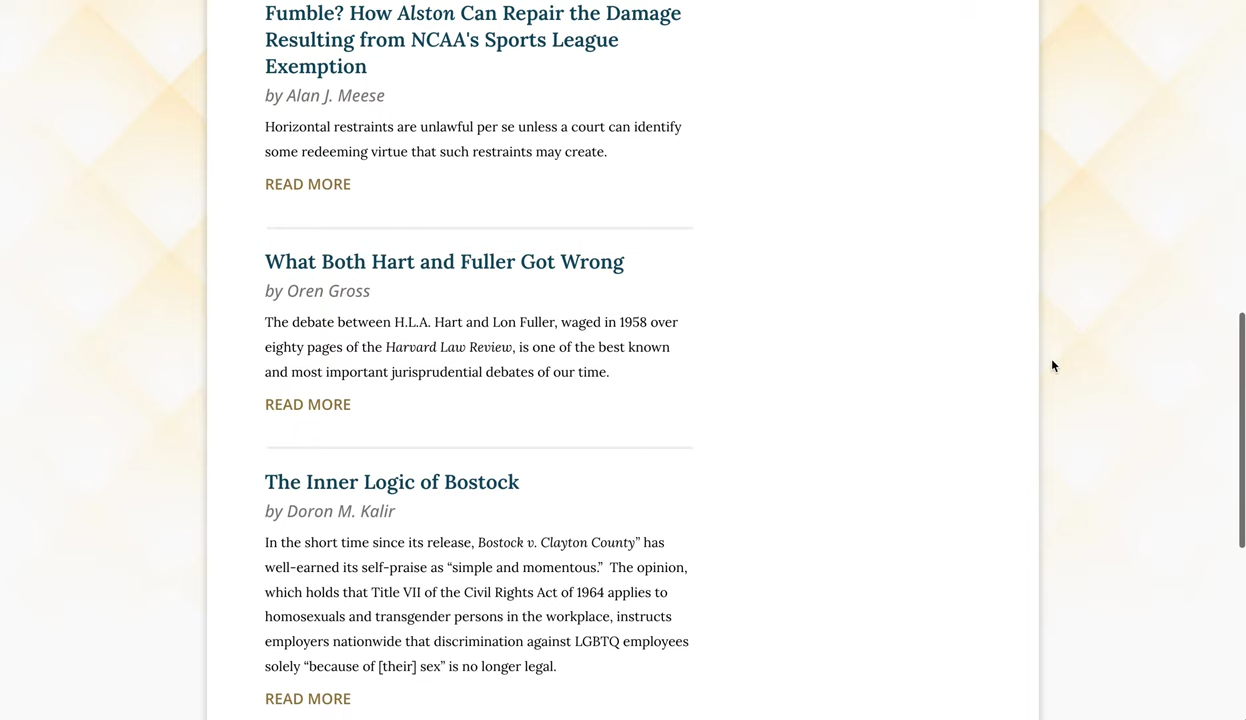 Fumble? How Alston Can Repair the Damage
Resulting from NCAA's Sports League
Exemption
by Alan J. Meese
Horizontal restraints are unlawful per se unless a court can identify
some redeeming virtue that such restraints may create.
READ MORE
What Both Hart and Fuller Got Wrong
by Oren Gross
The debate between H.L.A. Hart and Lon Fuller, waged in 1958 over
eighty pages of the Harvard Law Review, is one of the best known
and most important jurisprudential debates of our time.
READ MORE
The Inner Logic of Bostock
by Doron M. Kalir
In the short time since its release, Bostock v. Clayton County” has
well-earned its self-praise as “simple and momentous.”  The opinion,
which holds that Title VII of the Civil Rights Act of 1964 applies to
homosexuals and transgender persons in the workplace, instructs
employers nationwide that discrimination against LGBTQ employees
solely “because of [their] sex” is no longer legal.
READ MORE